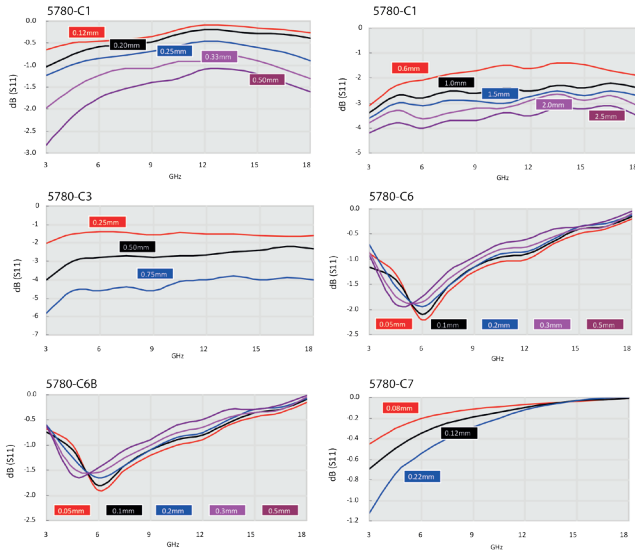 5780-C1
0.0
-0.5
-1.0
-1.5
-2.0
-2.5
-3.0
dB (S11)
0.12mm
0.20mm
0.25mm
0.33mm
0.50mm
3 6 9 12 15 18
GHz
5780-C1
0
-1
-2
-3
-4
-5
dB (S11)
0.6mm
1.0mm
1.5mm
2.0mm
2.5mm
3 6 9 12 15 18
GHz
5780-C3
0
-1
-2
-3
-4
-5
-6
-7
dB (S11)
0.25mm
0.50mm
0.75mm
3 6 9 12 15 18
GHz
5780-C6
0.0
-0.5
-1.0
-1.5
-2.0
-2.5
dB (S11)
0.05mm 0.1mm 0.2mm 0.3mm 0.5mm
3 6 9 12 15 18
GHz
5780-C6B
0.0
-0.5
-1.0
-1.5
-2.0
-2.5
dB (S11)
0.05mm 0.1mm 0.2mm 0.3mm 0.5mm
3 6 9 12 15 18
GHz
5780-C7
0.0
-0.2
-0.4
-0.6
-0.8
-1.0
-1.2
dB (S11)
0.08mm
0.12mm
0.22mm
3 6 9 12 15 18
GHz